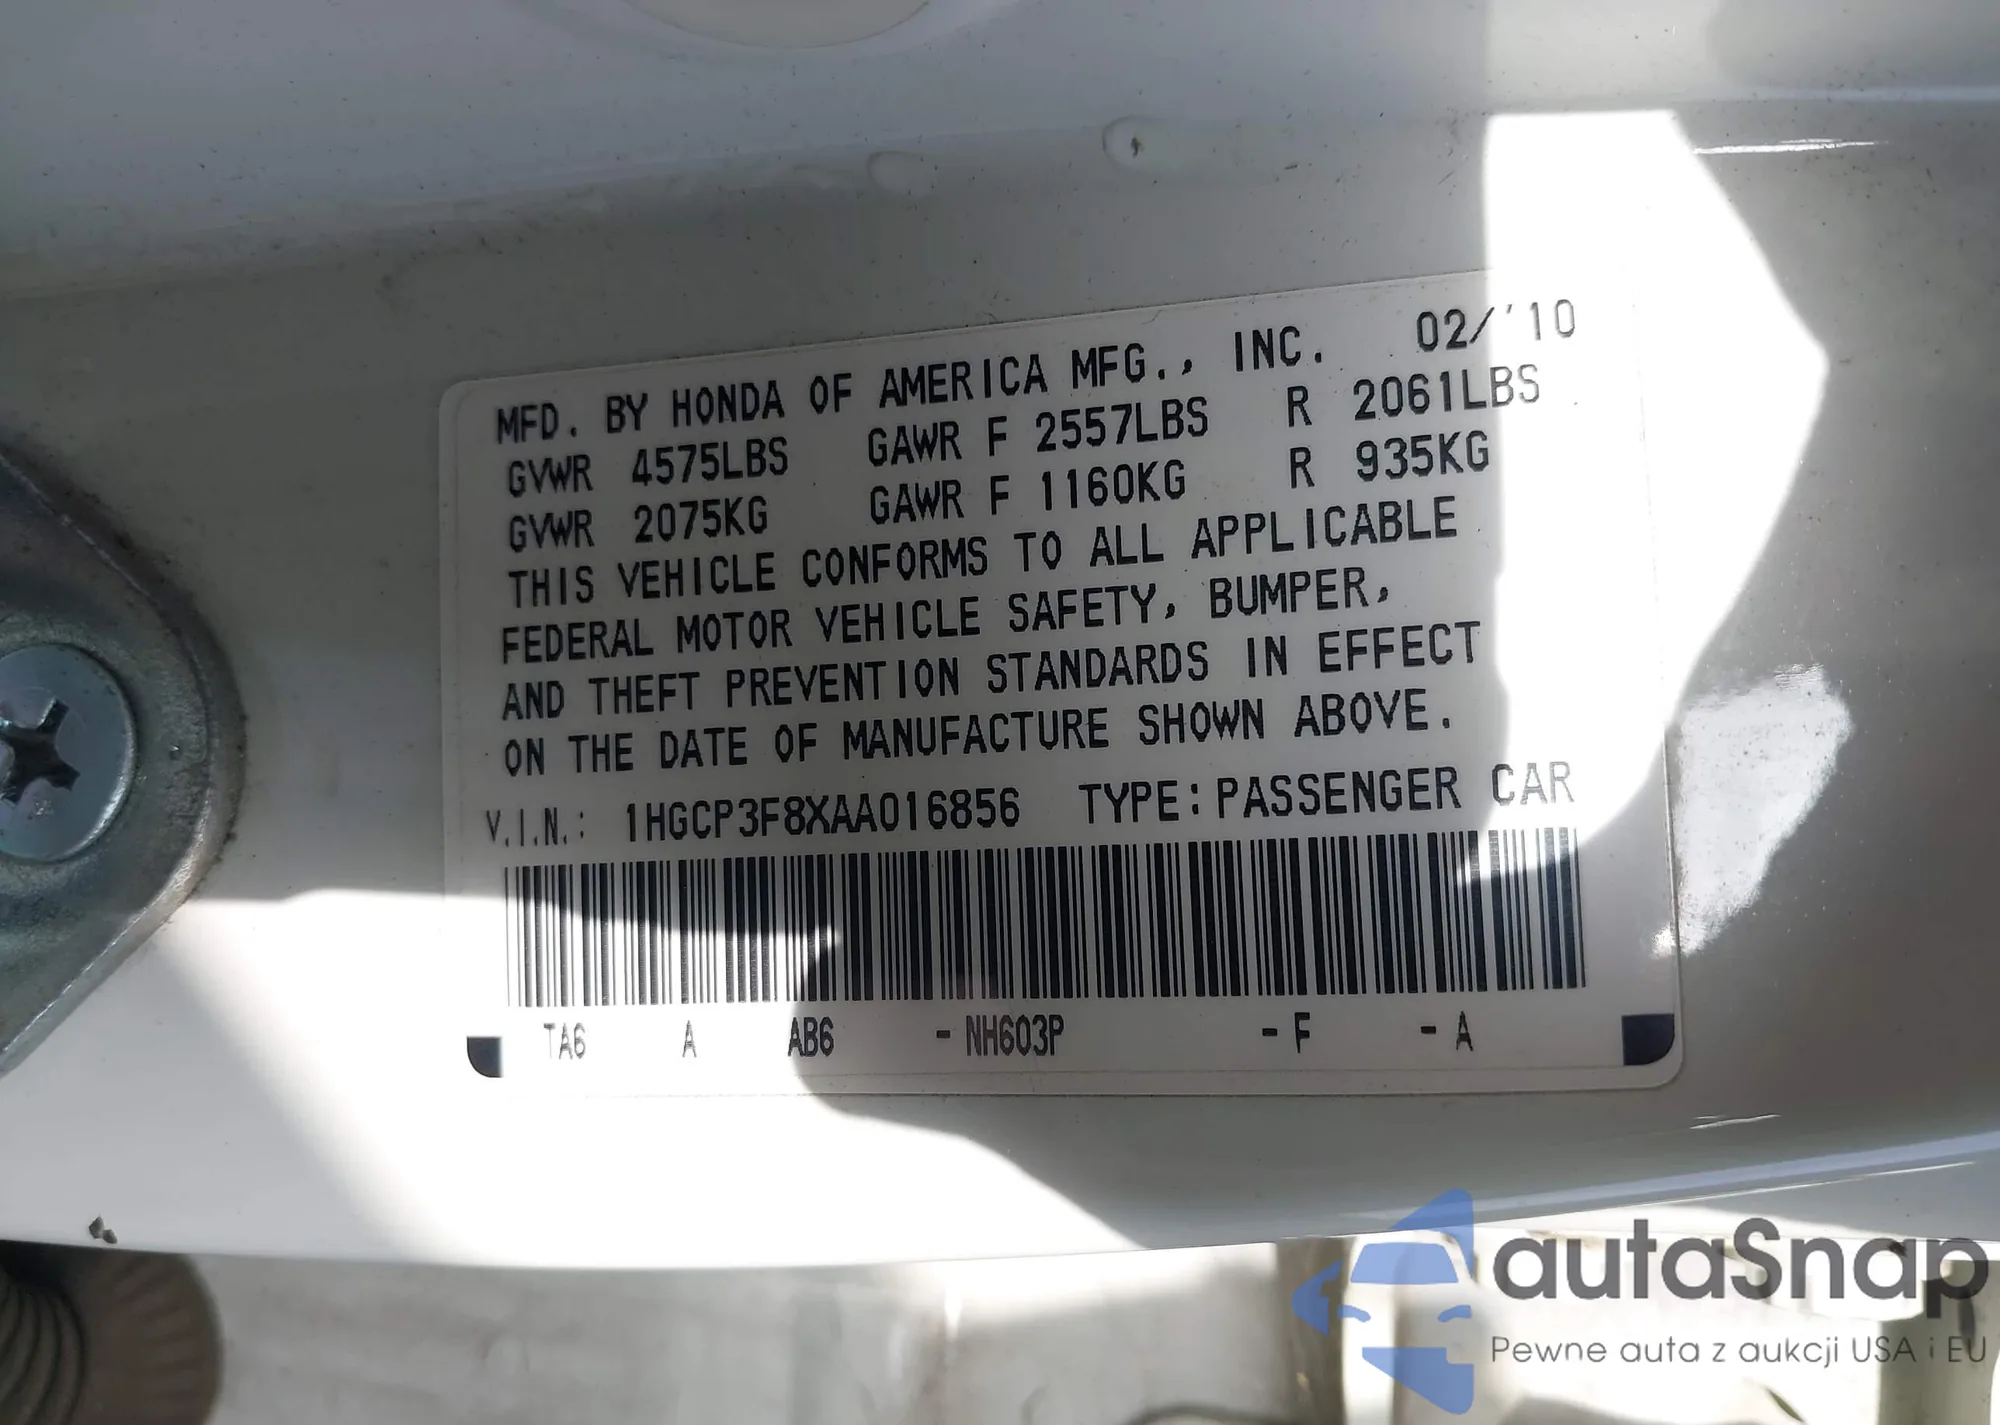 MFD. BY HONDA OF AMERICA MFG., INC. 02/'10
GVWR 4575LBS GAWR F 2557LBS R 2061LBS
GVWR 2075KG GAWR F 1160KG R 935KG
THIS VEHICLE CONFORMS TO ALL APPLICABLE
FEDERAL MOTOR VEHICLE SAFETY, BUMPER,
AND THEFT PREVENTION STANDARDS IN EFFECT
ON THE DATE OF MANUFACTURE SHOWN ABOVE.
V.I.N.: 1HGCP3F8XAA016856 TYPE: PASSENGER CAR
TA6 A AB6 - NH603P - F - A
autaSnap
Pewne auta z aukcji USA i EU